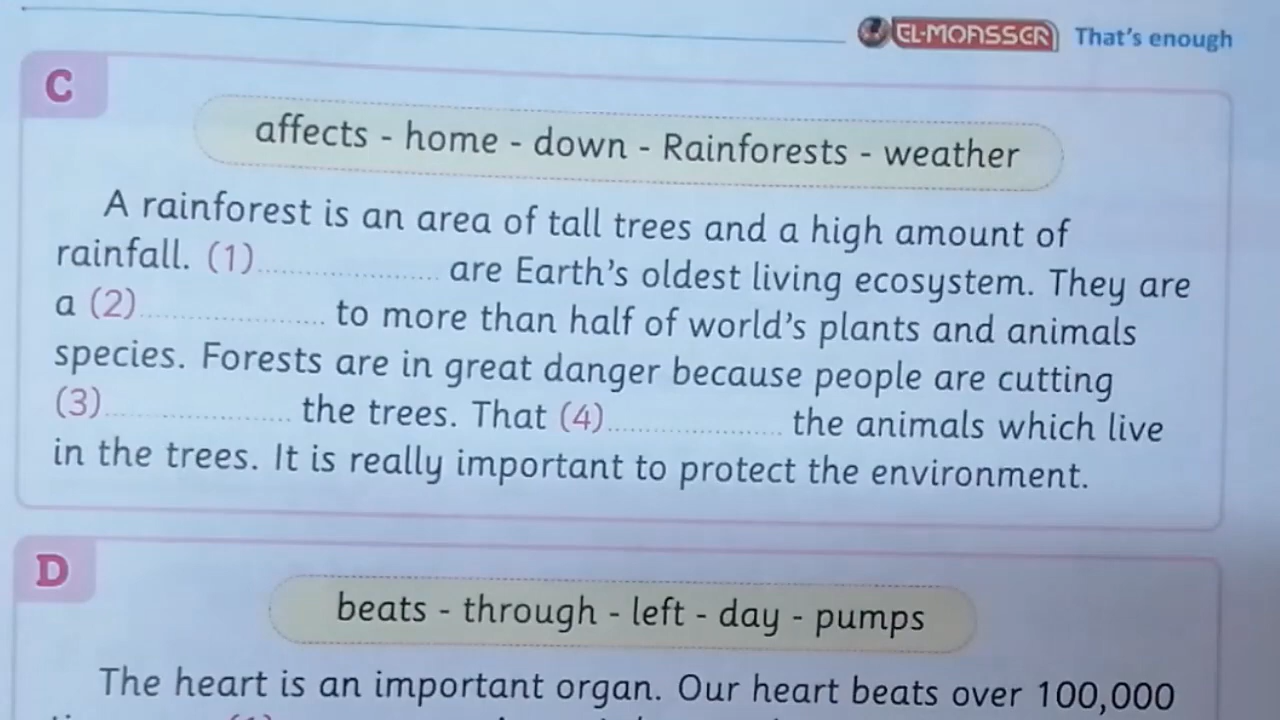 EL-MOASSER That's enough
C
affects - home - down - Rainforests - weather
A rainforest is an area of tall trees and a high amount of
rainfall. (1).................... are Earth's oldest living ecosystem. They are
a (2).................... to more than half of world's plants and animals
species. Forests are in great danger because people are cutting
(3).................... the trees. That (4).................... the animals which live
in the trees. It is really important to protect the environment.
D
beats - through - left - day - pumps
The heart is an important organ. Our heart beats over 100,000
(1)